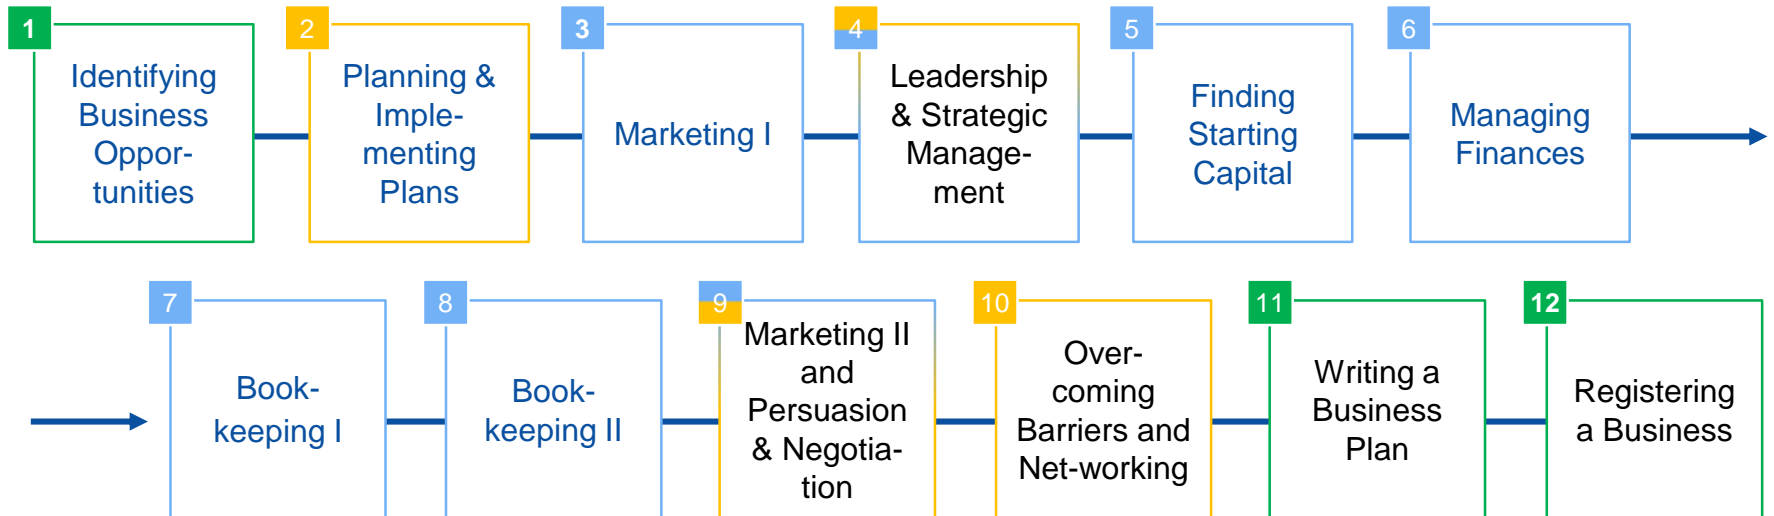 1
Identifying
Business
Oppor-
tunities
2
Planning &
Imple-
menting
Plans
3
Marketing I
4
Leadership
& Strategic
Manage-
ment
5
Finding
Starting
Capital
6
Managing
Finances
7
Book-
keeping I
8
Book-
keeping II
9
Marketing II
and
Persuasion
& Negotia-
tion
10
Over-
coming
Barriers and
Net-working
11
Writing a
Business
Plan
12
Registering
a Business